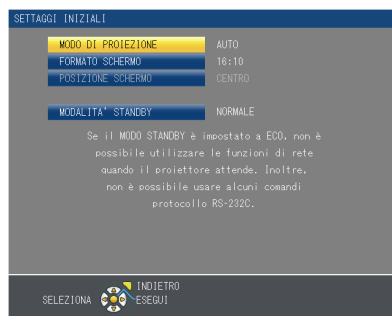 SETTAGGI INIZIALI
MODO DI PROIEZIONE AUTO
FORMATO SCHERMO 16:10
POSIZIONE SCHERMO CENTRO
MODALITA' STANDBY NORMALE
Se il MODO STANDBY è impostato a ECO, non è
possibile utilizzare le funzioni di rete
quando il proiettore attende. Inoltre,
non è possibile usare alcuni comandi
protocollo RS-232C.
INDIETRO
SELEZIONA ESEGUI